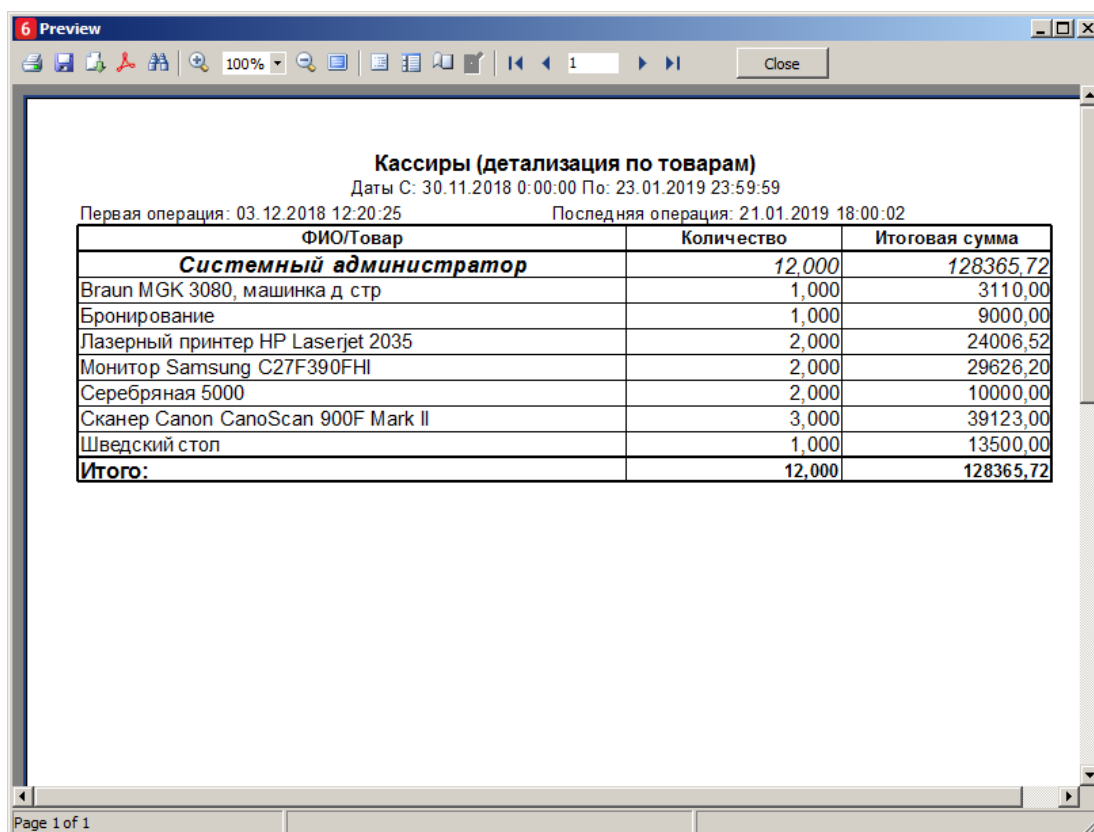 6 Preview
100% 1 Close
Кассиры (детализация по товарам)
Даты С: 30.11.2018 0:00:00 По: 23.01.2019 23:59:59
Первая операция: 03.12.2018 12:20:25 Последняя операция: 21.01.2019 18:00:02
ФИО/Товар Количество Итоговая сумма
Системный администратор 12,000 128365,72
Braun MGK 3080, машинка д стр 1,000 3110,00
Бронирование 1,000 9000,00
Лазерный принтер HP Laserjet 2035 2,000 24006,52
Монитор Samsung C27F390FHI 2,000 29626,20
Серебряная 5000 2,000 10000,00
Сканер Canon CanoScan 900F Mark II 3,000 39123,00
Шведский стол 1,000 13500,00
Итого: 12,000 128365,72
Page 1 of 1